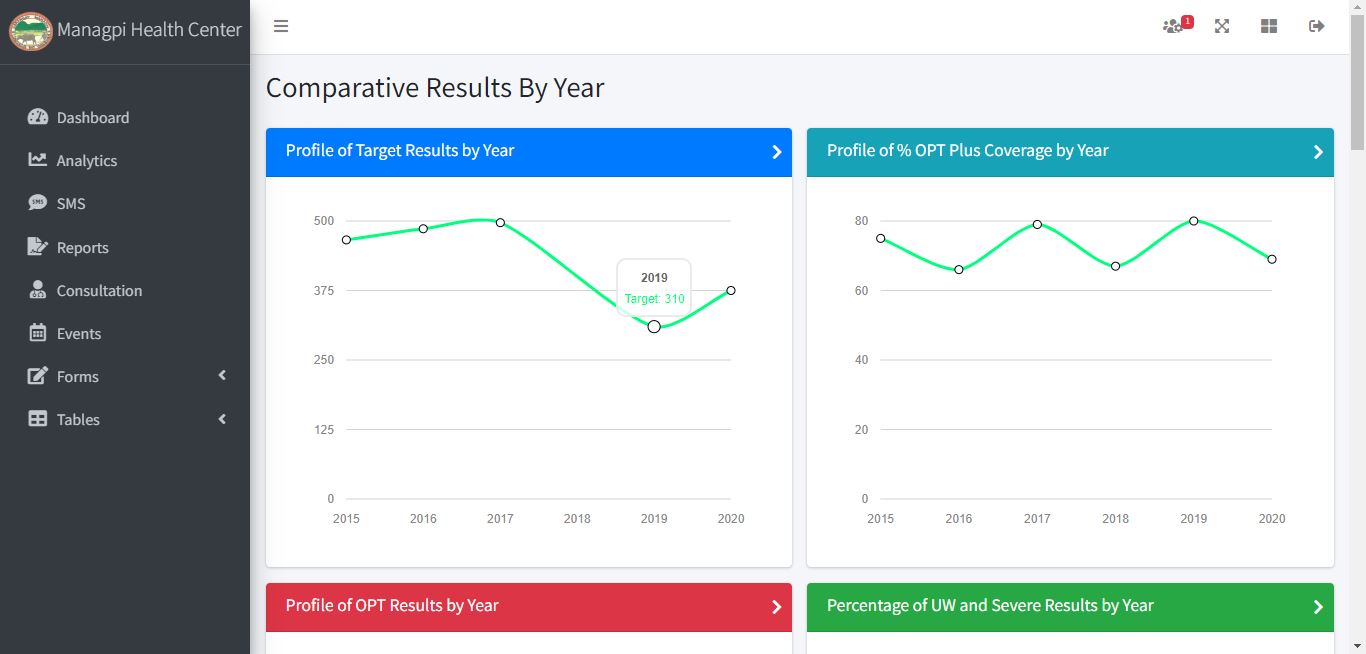 Managpi Health Center
1
Dashboard
Analytics
SMS
Reports
Consultation
Events
Forms
Tables
Comparative Results By Year
Profile of Target Results by Year
500
375
250
125
0
2015 2016 2017 2018 2019 2020
2019
Target: 310
Profile of % OPT Plus Coverage by Year
80
60
40
20
0
2015 2016 2017 2018 2019 2020
Profile of OPT Results by Year
Percentage of UW and Severe Results by Year